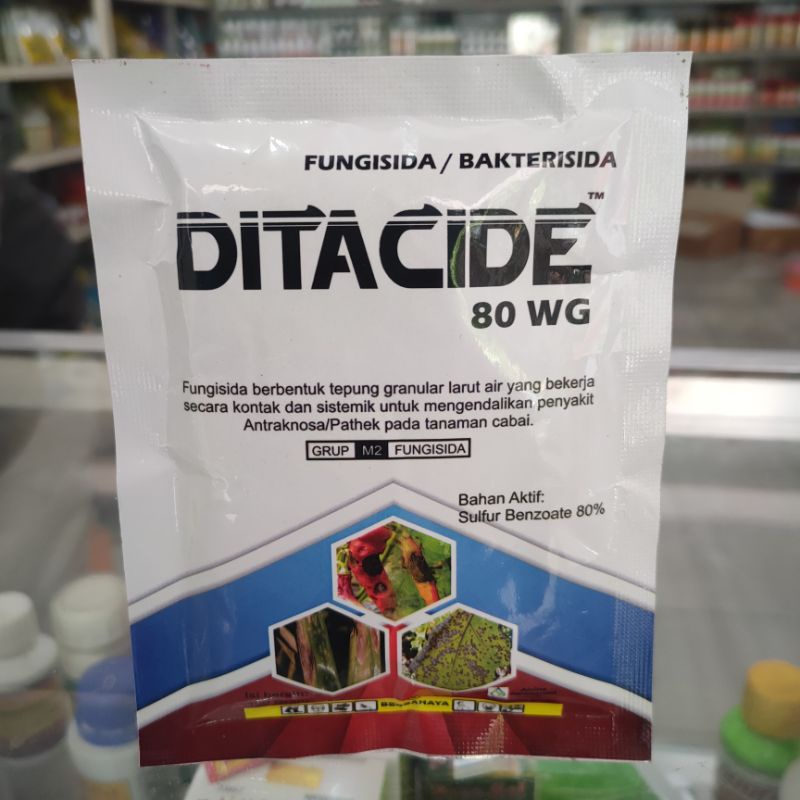 FUNGISIDA / BAKTERISIDA
DITACIDE™
80 WG
Fungisida berbentuk tepung granular larut air yang bekerja
secara kontak dan sistemik untuk mengendalikan penyakit
Antraknosa/Pathek pada tanaman cabai.
GRUP M2 FUNGISIDA
Bahan Aktif:
Sulfur Benzoate 80%
BERBAHAYA